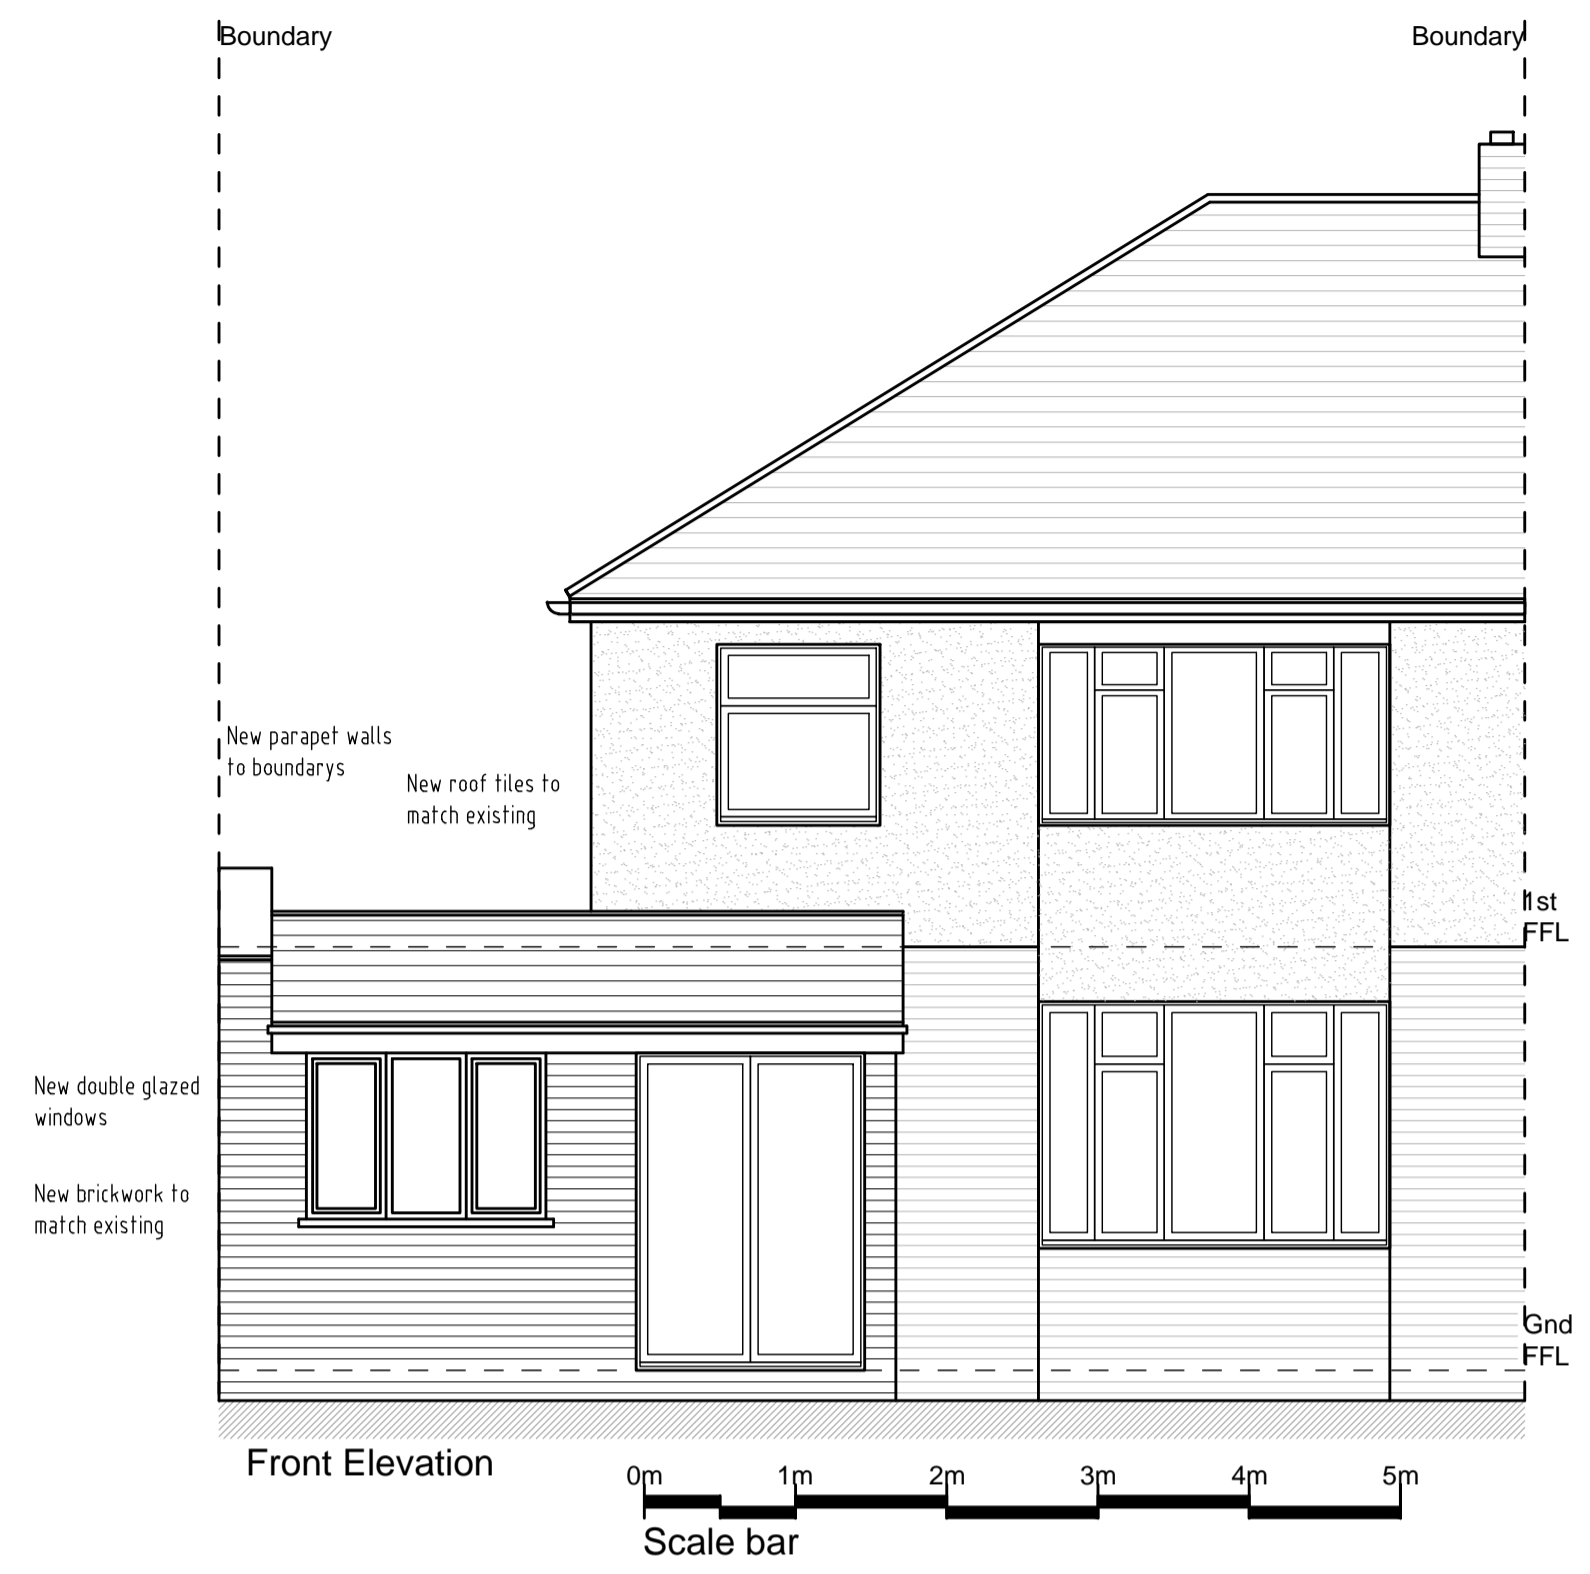 Boundary
Boundary
New parapet walls
to boundarys
New roof tiles to
match existing
1st
FFL
New double glazed
windows
New brickwork to
match existing
Gnd
FFL
Front Elevation
0m 1m 2m 3m 4m 5m
Scale bar